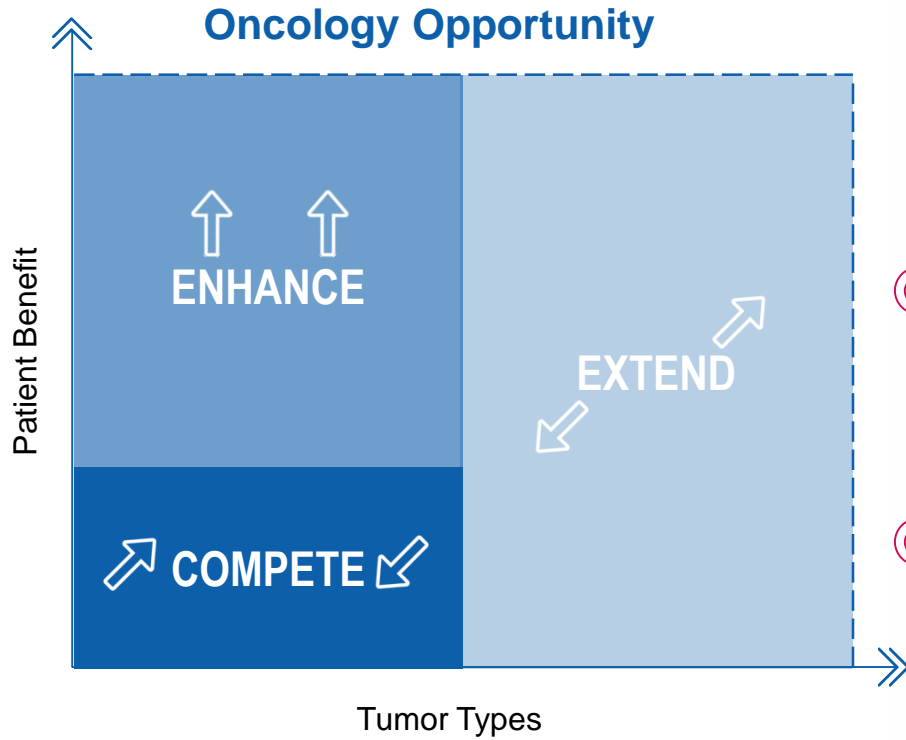 Oncology Opportunity
Patient Benefit
ENHANCE
EXTEND
COMPETE
Tumor Types